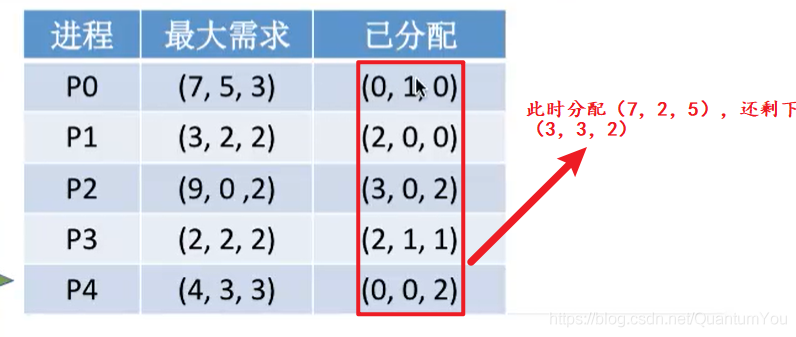 进程 最大需求 已分配
P0 (7, 5, 3) (0, 1, 0)
P1 (3, 2, 2) (2, 0, 0)
P2 (9, 0 ,2) (3, 0, 2)
P3 (2, 2, 2) (2, 1, 1)
P4 (4, 3, 3) (0, 0, 2)
此时分配（7，2，5），还剩下
（3，3，2）
https://blog.csdn.net/QuantumYou